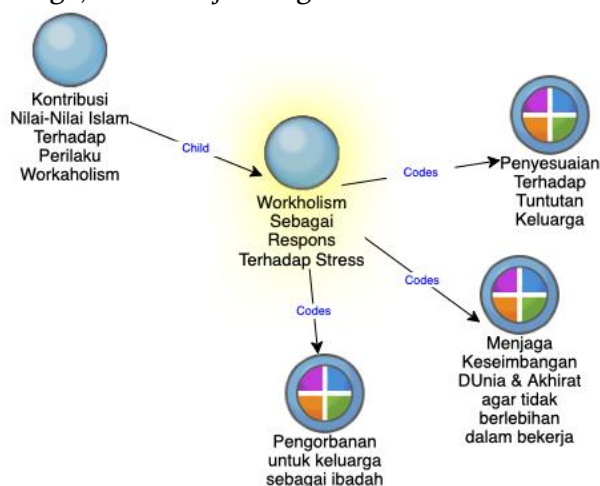 Kontribusi
Nilai-Nilai Islam
Terhadap
Perilaku
Workaholism
Child
Workholism
Sebagai
Respons
Terhadap Stress
Codes
Penyesuaian
Terhadap
Tuntutan
Keluarga
Codes
Menjaga
Keseimbangan
DUnia & Akhirat
agar tidak
berlebihan
dalam bekerja
Codes
Pengorbanan
untuk keluarga
sebagai ibadah